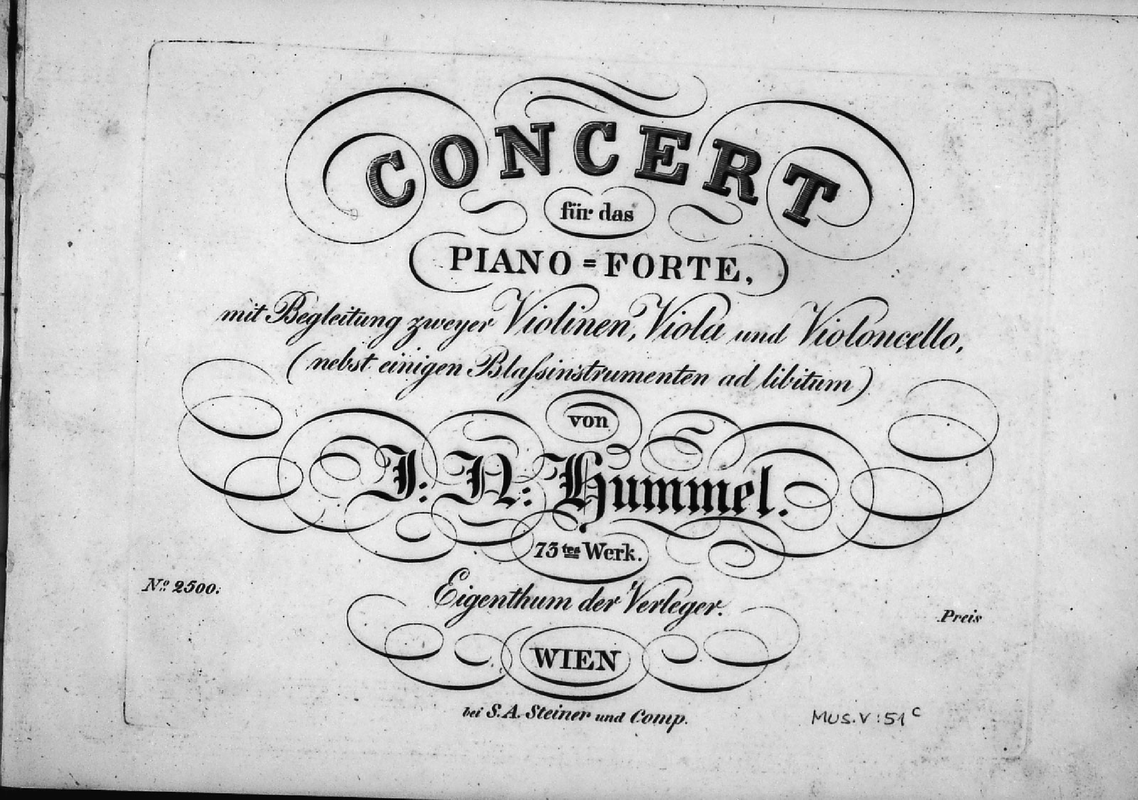 CONCERT
für das
PIANO=FORTE,
mit Begleitung zweyer Violinen, Viola und Violoncello,
(nebst einigen Blaſsinstrumenten ad libitum)
von
J: N: Hummel.
73tes Werk.
Eigenthum der Verleger.
No. 2500.
Preis
WIEN
bei S.A. Steiner und Comp.
MUS.V:51c